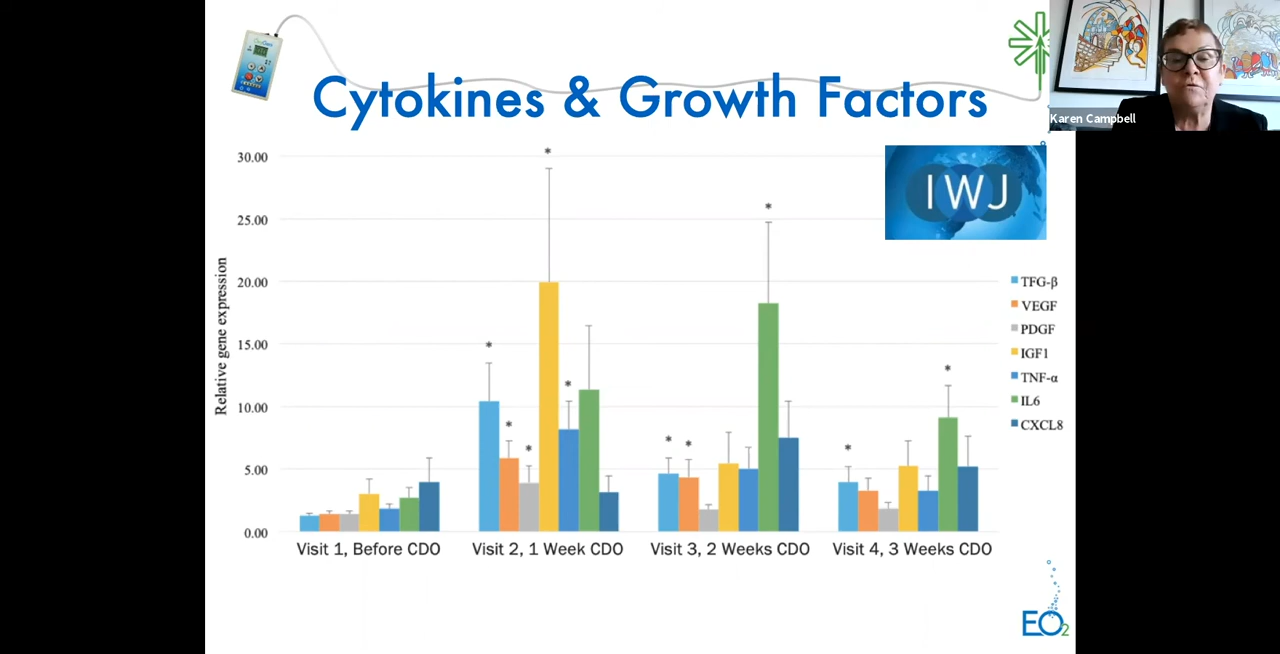 Cytokines & Growth Factors
Karen Campbell
IWJ
Relative gene expression
30.00
25.00
20.00
15.00
10.00
5.00
0.00
*
*
*
*
*
*
*
*
*
*
Visit 1, Before CDO
Visit 2, 1 Week CDO
Visit 3, 2 Weeks CDO
Visit 4, 3 Weeks CDO
TFG-β
VEGF
PDGF
IGF1
TNF-α
IL6
CXCL8
EO2